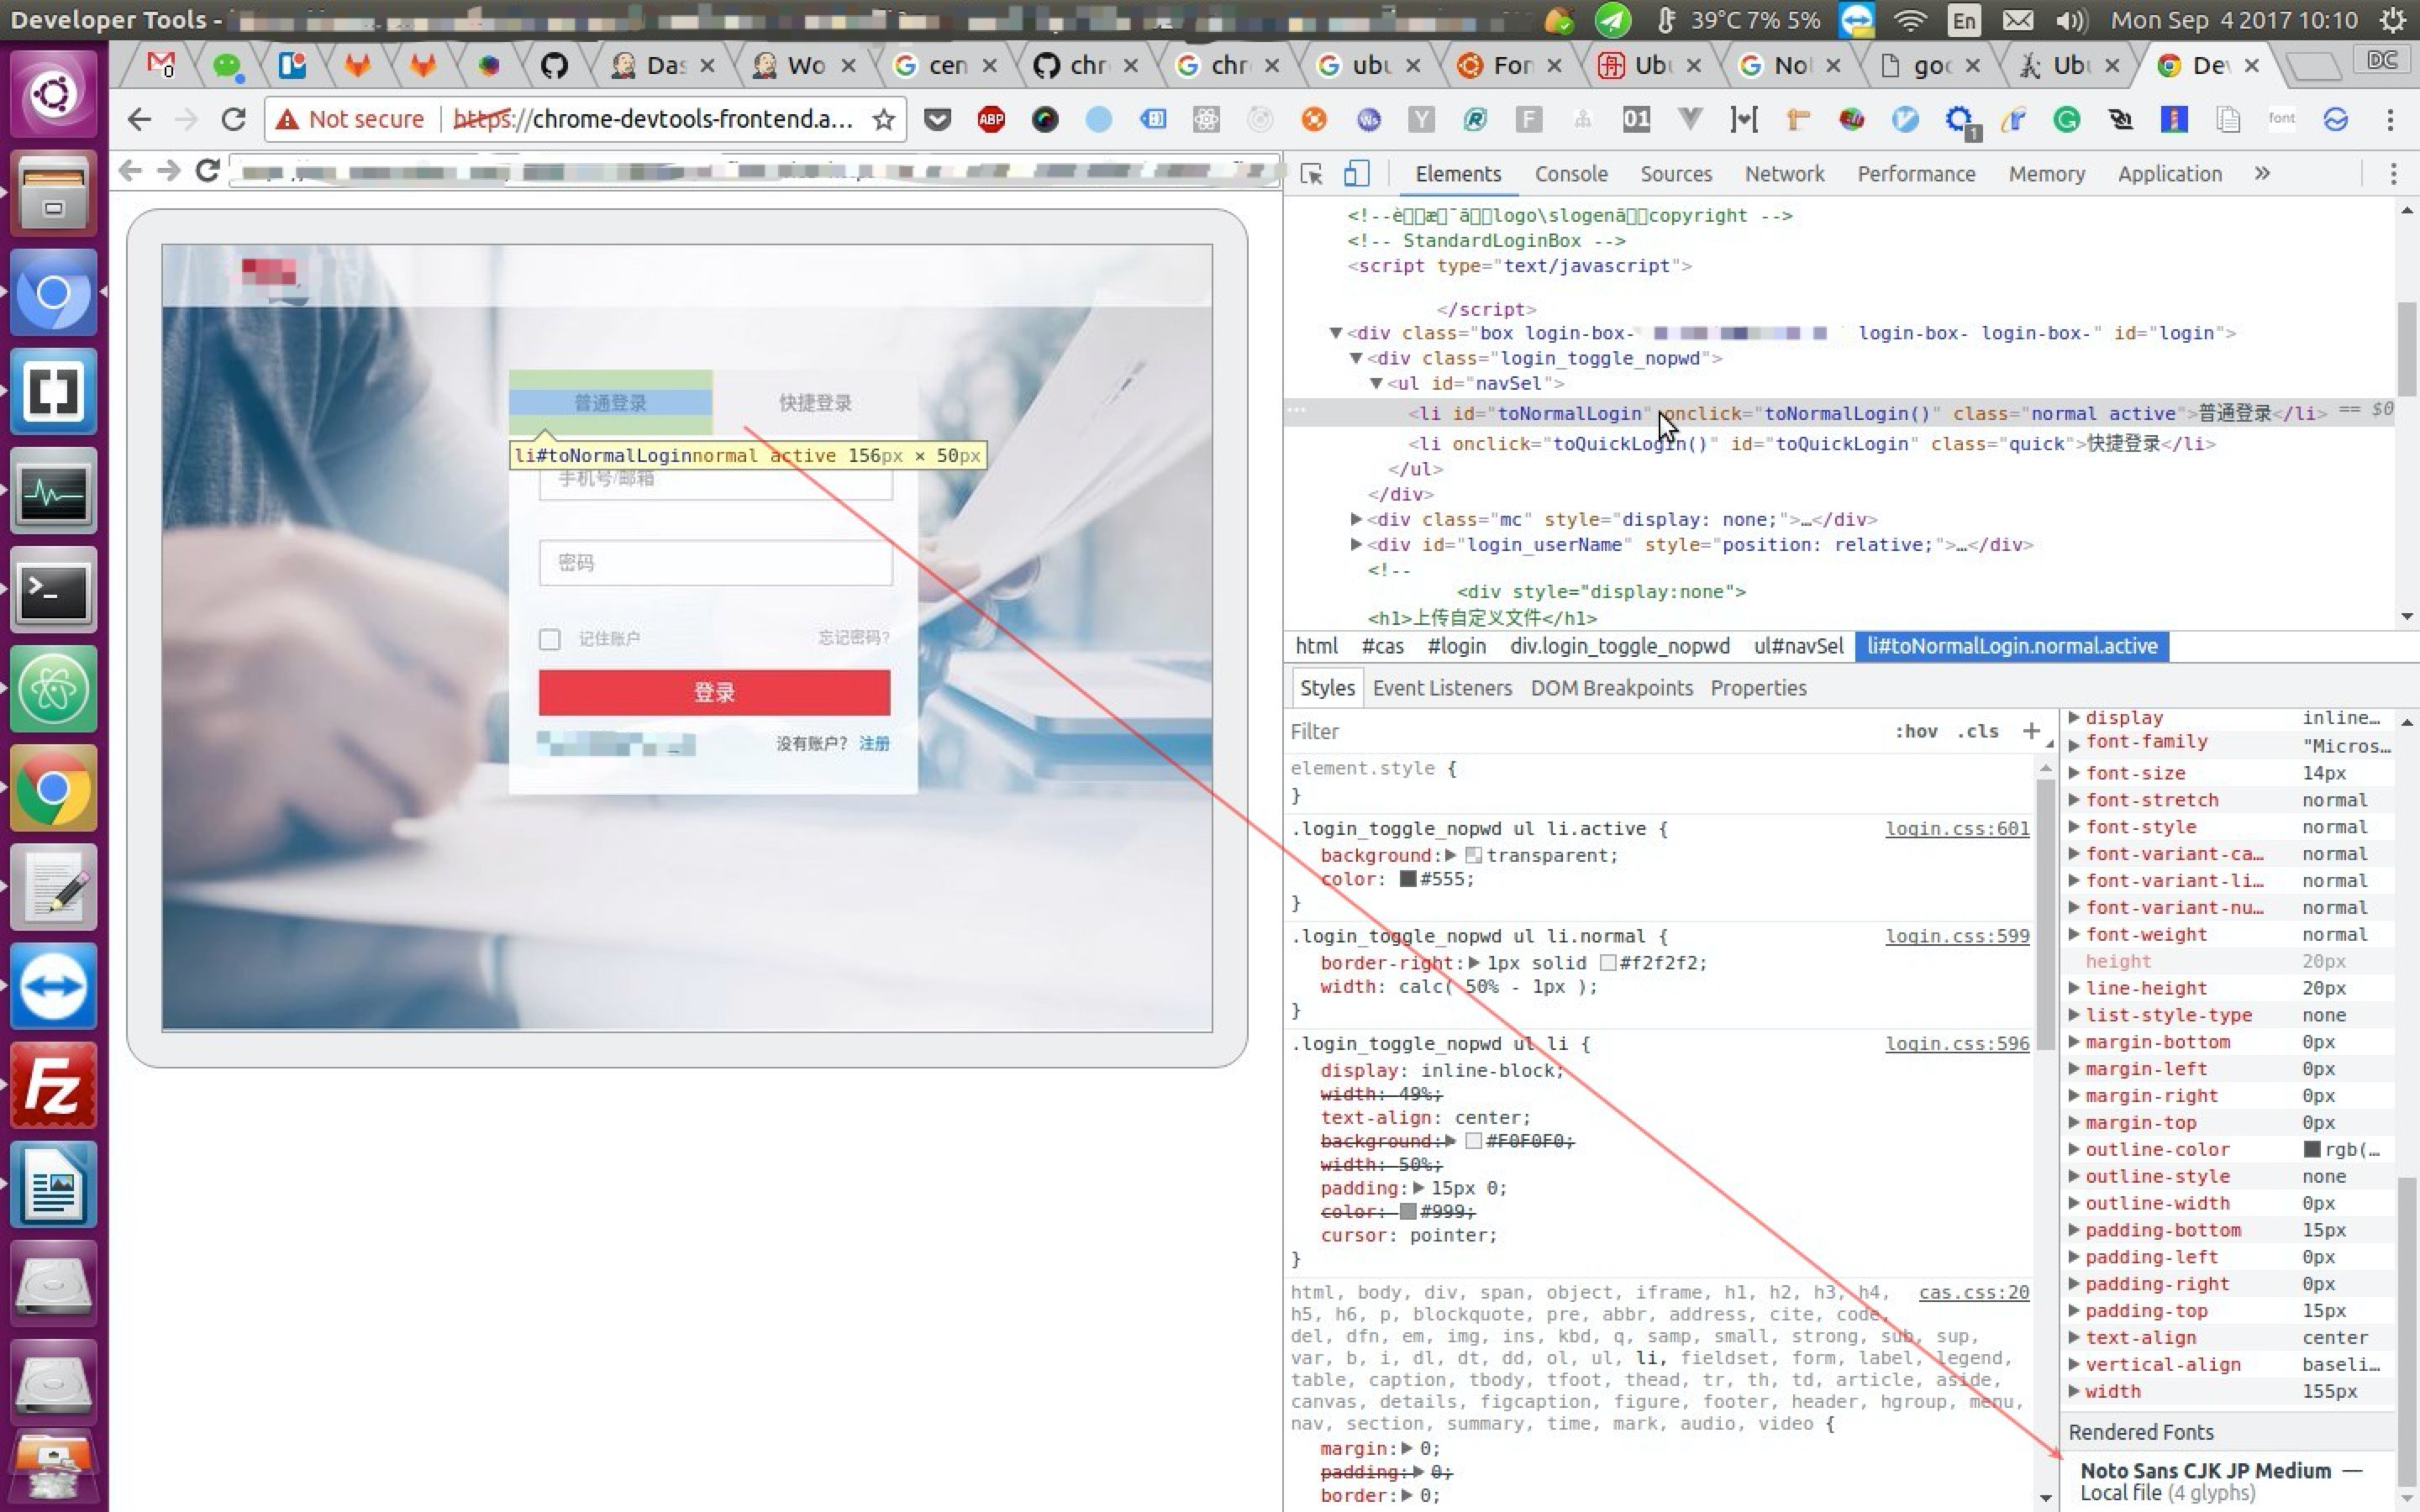 Developer Tools -
39°C 7% 5%
En
Mon Sep 4 2017 10:10
0
Das
Wo
cen
chr
chr
ubu
For
Ubu
Not
goo
Ubu
Dev
DC
Not secure
https://chrome-devtools-frontend.a...
ABP
Ws
Y
F
01
1
font
Elements
Console
Sources
Network
Performance
Memory
Application
»
普通登录
快捷登录
li#toNormalLoginnormal active 156px × 50px
手机号/邮箱
密码
记住账户
忘记密码?
登录
没有账户? 注册
<!-- StandardLoginBox -->
<script type="text/javascript">
</script>
▼<div class="box login-box- login-box- login-box-" id="login">
▼<div class="login_toggle_nopwd">
▼<ul id="navSel">
<li id="toNormalLogin" onclick="toNormalLogin()" class="normal active">普通登录</li> == $0
<li onclick="toQuickLogin()" id="toQuickLogin" class="quick">快捷登录</li>
</ul>
</div>
▶<div class="mc" style="display: none;">…</div>
▶<div id="login_userName" style="position: relative;">…</div>
<!--
<div style="display:none">
<h1>上传自定义文件</h1>
html #cas #login div.login_toggle_nopwd ul#navSel li#toNormalLogin.normal.active
Styles Event Listeners DOM Breakpoints Properties
Filter
:hov .cls +
element.style {
}
.login_toggle_nopwd ul li.active {
login.css:601
background:▶ transparent;
color: #555;
}
.login_toggle_nopwd ul li.normal {
login.css:599
border-right:▶ 1px solid #f2f2f2;
width: calc( 50% - 1px );
}
.login_toggle_nopwd ul li {
login.css:596
display: inline-block;
width: 49%;
text-align: center;
background:▶ #F0F0F0;
width: 50%;
padding:▶ 15px 0;
color: #999;
cursor: pointer;
}
html, body, div, span, object, iframe, h1, h2, h3, h4,
cas.css:20
h5, h6, p, blockquote, pre, abbr, address, cite, code,
del, dfn, em, img, ins, kbd, q, samp, small, strong, sub, sup,
var, b, i, dl, dt, dd, ol, ul, li, fieldset, form, label, legend,
table, caption, tbody, tfoot, thead, tr, th, td, article, aside,
canvas, details, figcaption, figure, footer, header, hgroup, menu,
nav, section, summary, time, mark, audio, video {
margin:▶ 0;
padding:▶ 0;
border:▶ 0;
▶ display inline…
▶ font-family "Micros…
▶ font-size 14px
▶ font-stretch normal
▶ font-style normal
▶ font-variant-ca… normal
▶ font-variant-li… normal
▶ font-variant-nu… normal
▶ font-weight normal
height 20px
▶ line-height 20px
▶ list-style-type none
▶ margin-bottom 0px
▶ margin-left 0px
▶ margin-right 0px
▶ margin-top 0px
▶ outline-color rgb(…
▶ outline-style none
▶ outline-width 0px
▶ padding-bottom 15px
▶ padding-left 0px
▶ padding-right 0px
▶ padding-top 15px
▶ text-align center
▶ vertical-align baseli…
▶ width 155px
Rendered Fonts
Noto Sans CJK JP Medium —
Local file (4 glyphs)
Fz